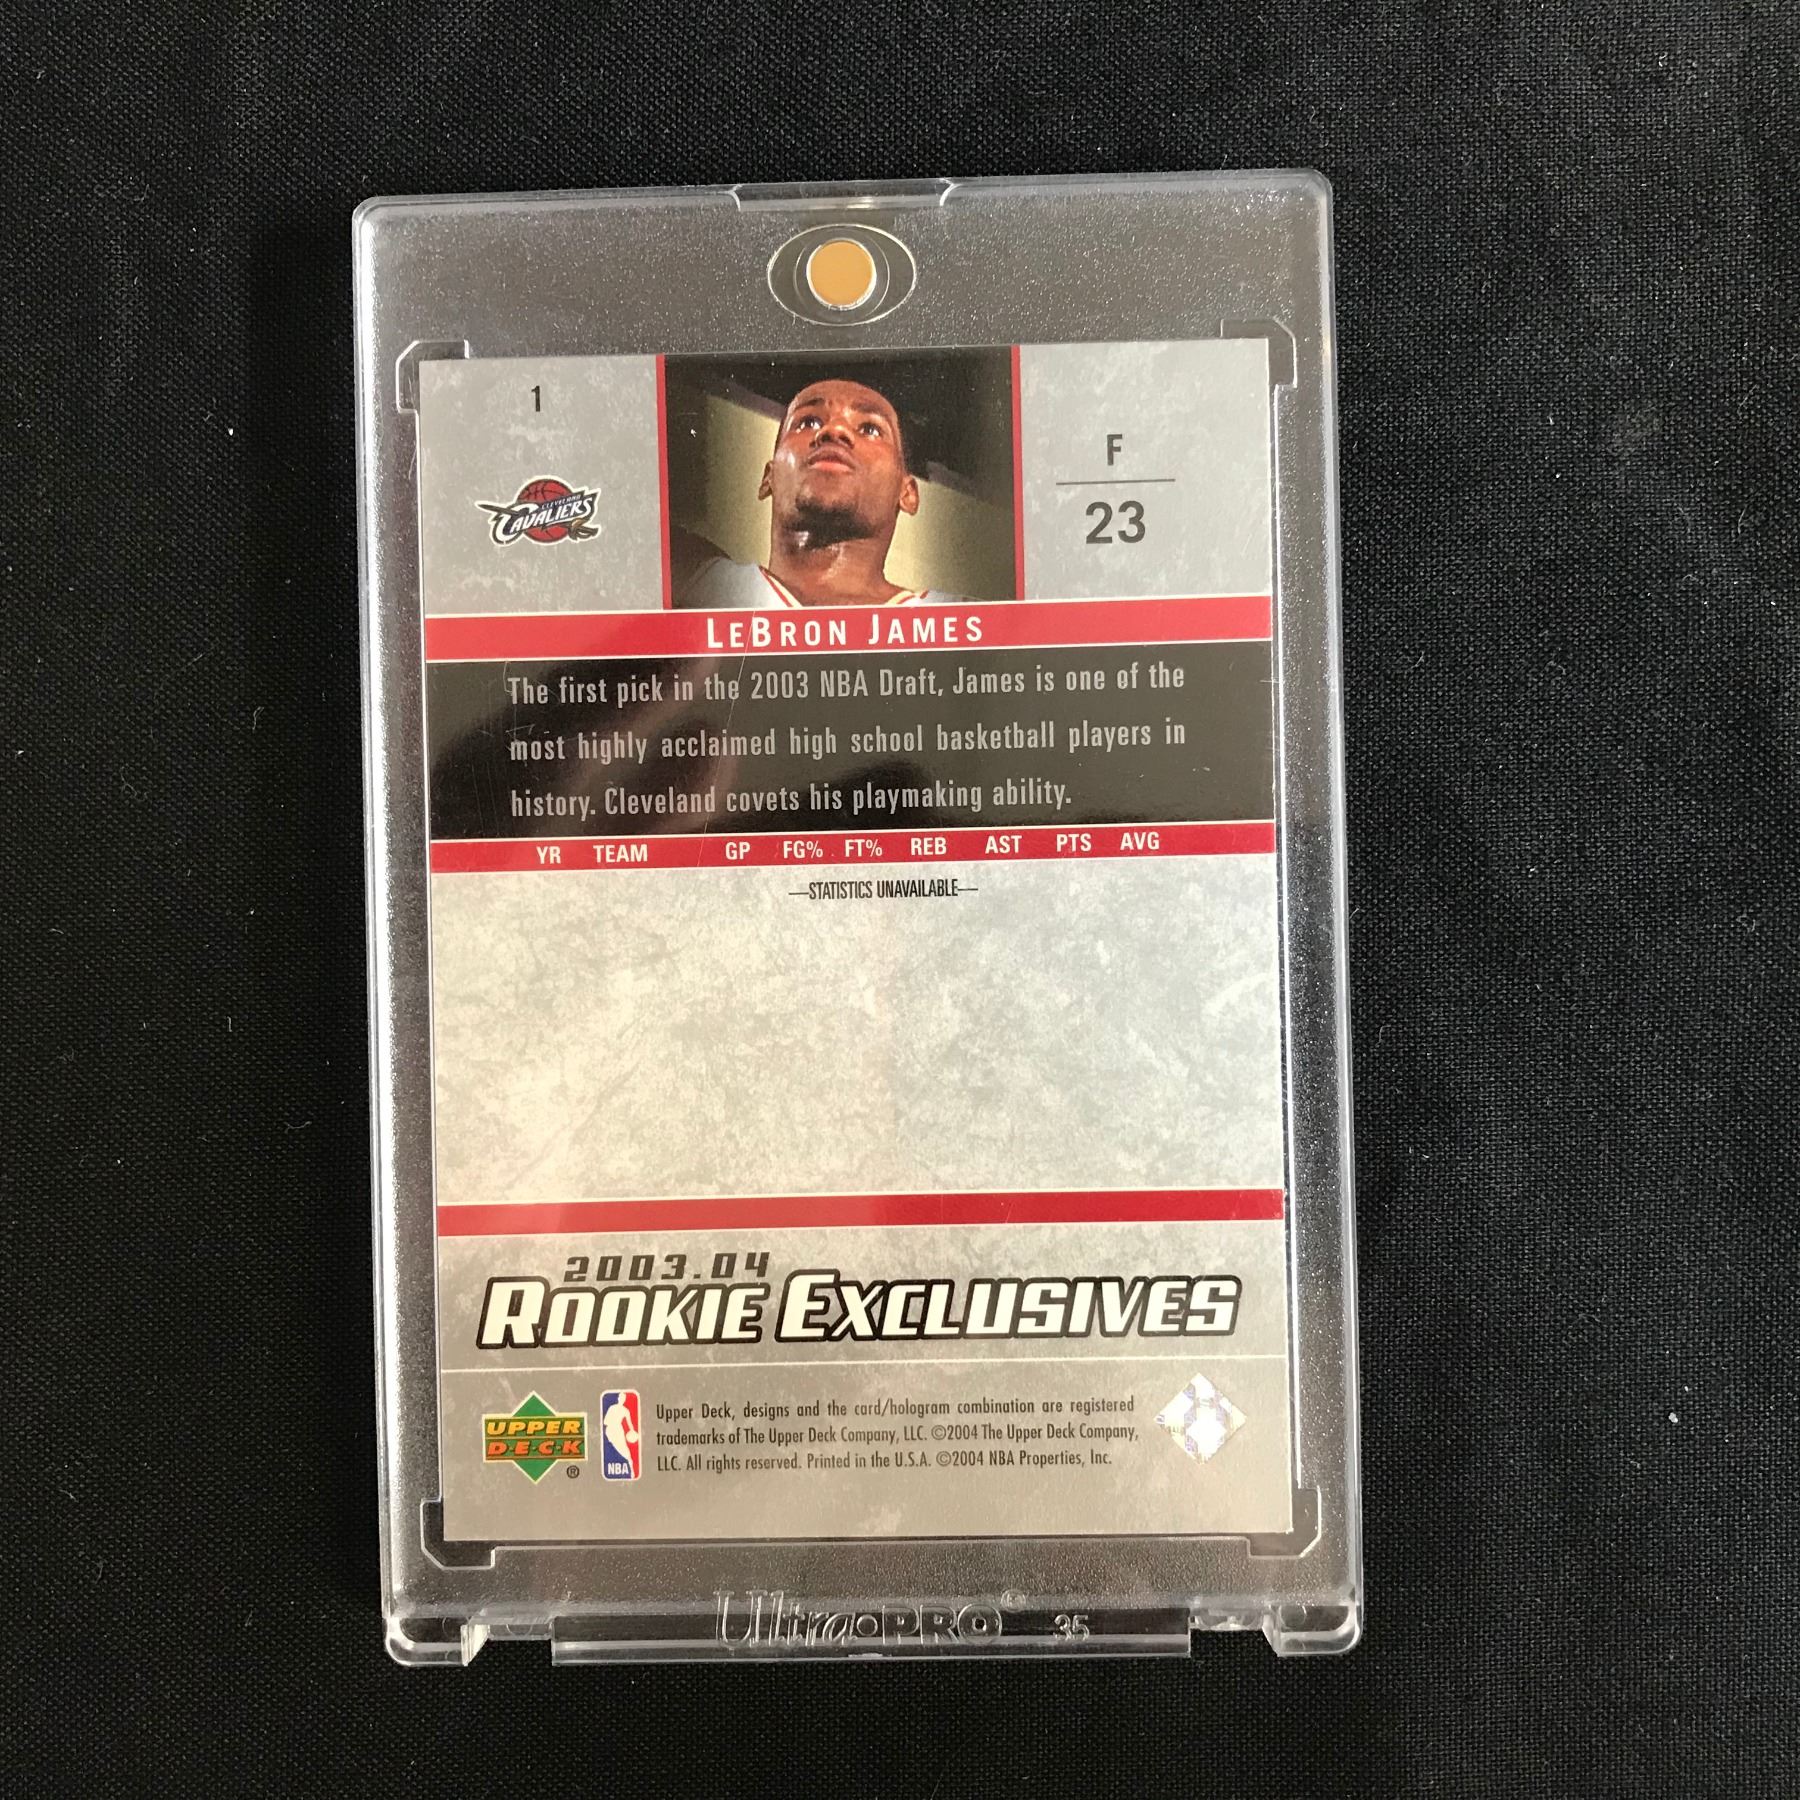 1
F
CLEVELAND
CAVALIERS
23
LEBRON JAMES
The first pick in the 2003 NBA Draft, James is one of the
most highly acclaimed high school basketball players in
history. Cleveland covets his playmaking ability.
YR TEAM GP FG% FT% REB AST PTS AVG
—STATISTICS UNAVAILABLE—
2003.04
ROOKIE EXCLUSIVES
UPPER
D·E·C·K
®
NBA
Upper Deck, designs and the card/hologram combination are registered
trademarks of The Upper Deck Company, LLC. ©2004 The Upper Deck Company,
LLC. All rights reserved. Printed in the U.S.A. ©2004 NBA Properties, Inc.
Ultra•PRO® 35